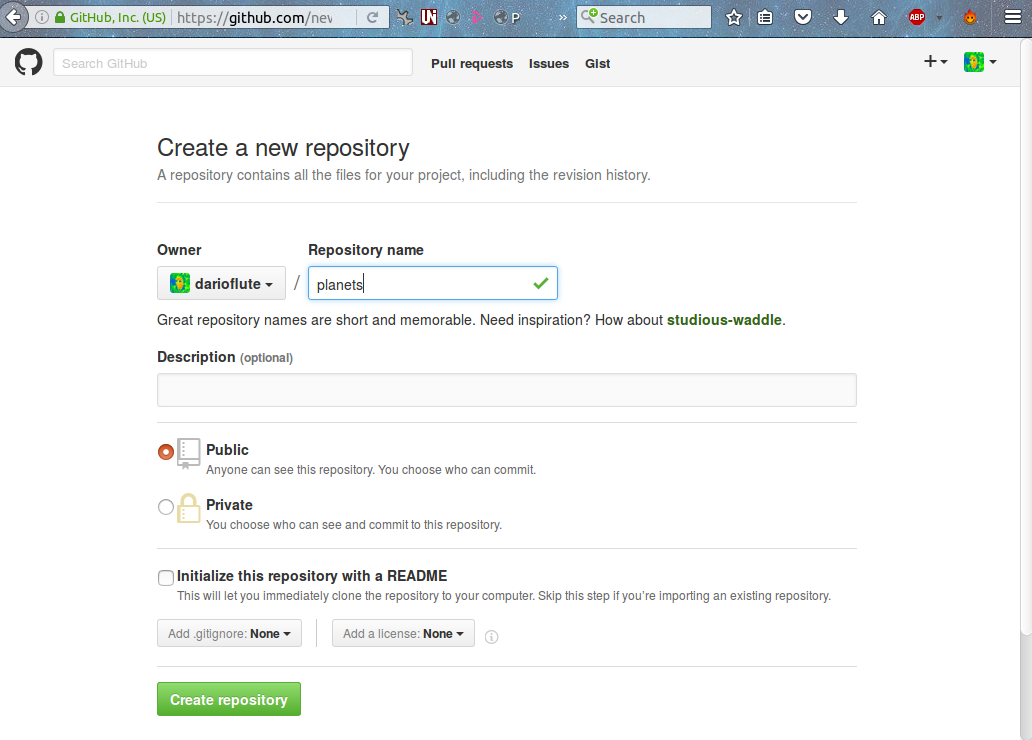 GitHub, Inc. (US) https://github.com/nev P » Search ABP
Search GitHub Pull requests Issues Gist
Create a new repository
A repository contains all the files for your project, including the revision history.
Owner Repository name
darioflute / planets
Great repository names are short and memorable. Need inspiration? How about studious-waddle.
Description (optional)
Public
Anyone can see this repository. You choose who can commit.
Private
You choose who can see and commit to this repository.
Initialize this repository with a README
This will let you immediately clone the repository to your computer. Skip this step if you’re importing an existing repository.
Add .gitignore: None Add a license: None
Create repository